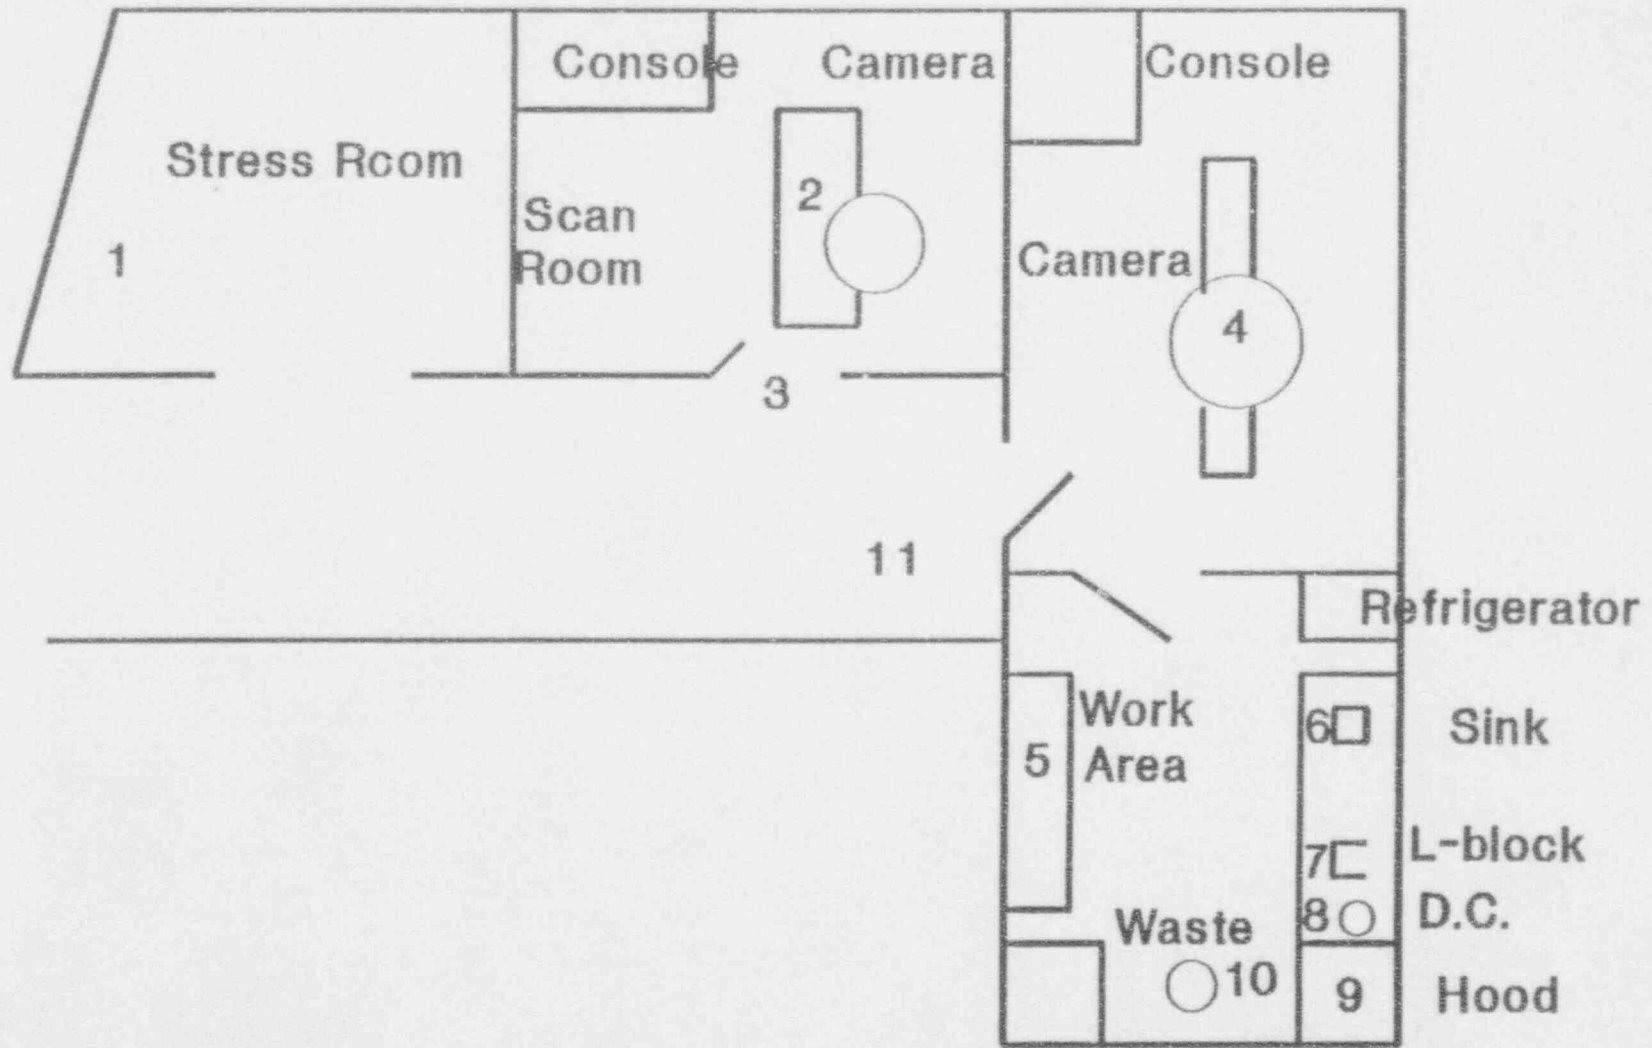 Console
Camera
Console
Stress Room
2
Scan
Room
1
Camera
4
3
11
Refrigerator
Work
Area
5
6
Sink
7
L-block
8
D.C.
Waste
10
9
Hood